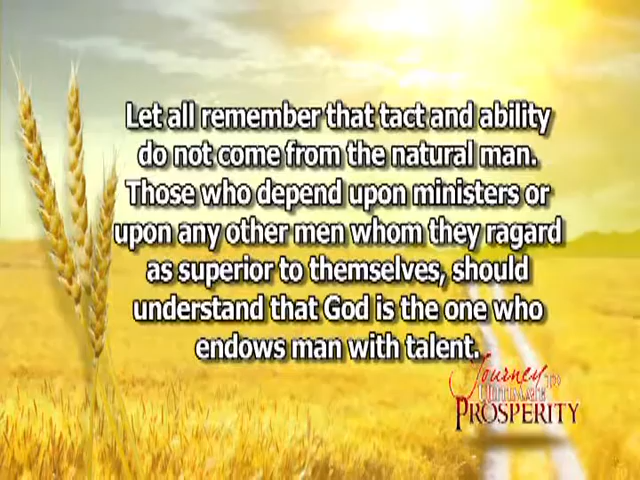 Let all remember that tact and ability
do not come from the natural man.
Those who depend upon ministers or
upon any other men whom they ragard
as superior to themselves, should
understand that God is the one who
endows man with talent.
Journey TO
ULTIMATE
PROSPERITY